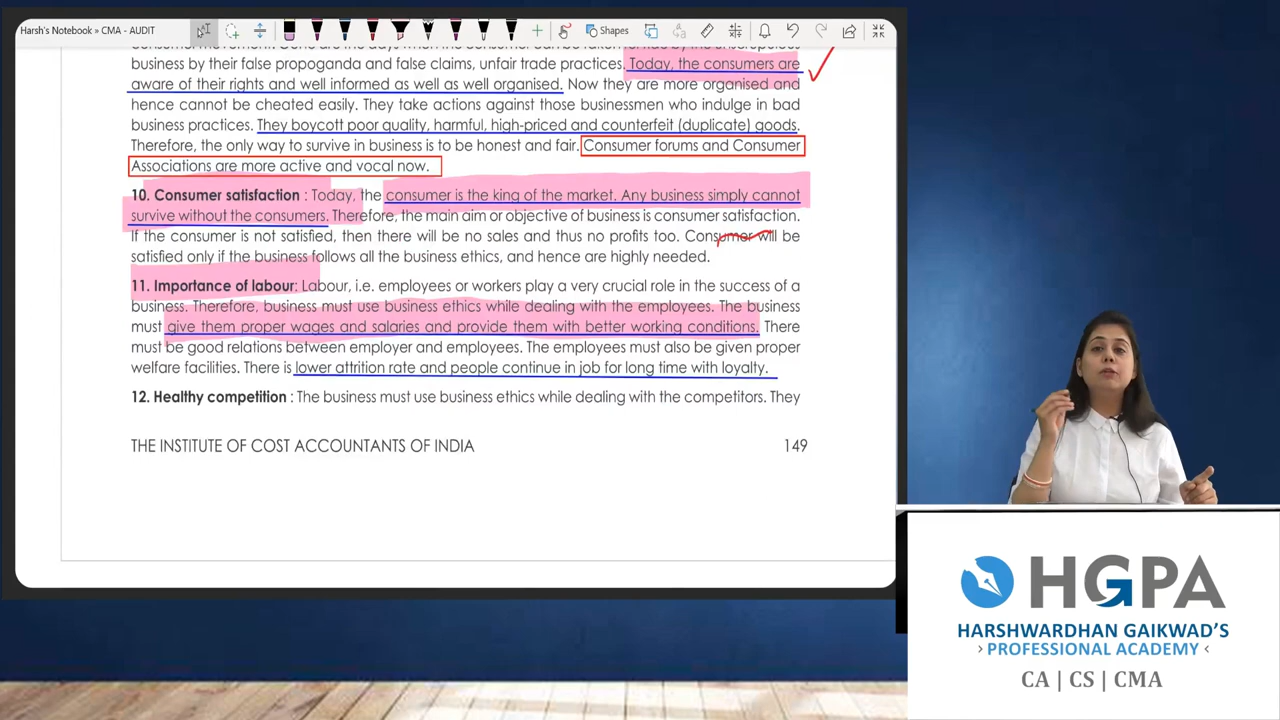 Harsh's Notebook » CMA - AUDIT
Shapes
business by their false propoganda and false claims, unfair trade practices. Today, the consumers are
aware of their rights and well informed as well as well organised. Now they are more organised and
hence cannot be cheated easily. They take actions against those businessmen who indulge in bad
business practices. They boycott poor quality, harmful, high-priced and counterfeit (duplicate) goods.
Therefore, the only way to survive in business is to be honest and fair. Consumer forums and Consumer
Associations are more active and vocal now.
10. Consumer satisfaction : Today, the consumer is the king of the market. Any business simply cannot
survive without the consumers. Therefore, the main aim or objective of business is consumer satisfaction.
If the consumer is not satisfied, then there will be no sales and thus no profits too. Consumer will be
satisfied only if the business follows all the business ethics, and hence are highly needed.
11. Importance of labour: Labour, i.e. employees or workers play a very crucial role in the success of a
business. Therefore, business must use business ethics while dealing with the employees. The business
must give them proper wages and salaries and provide them with better working conditions. There
must be good relations between employer and employees. The employees must also be given proper
welfare facilities. There is lower attrition rate and people continue in job for long time with loyalty.
12. Healthy competition : The business must use business ethics while dealing with the competitors. They
THE INSTITUTE OF COST ACCOUNTANTS OF INDIA 149
HGPA
HARSHWARDHAN GAIKWAD'S
› PROFESSIONAL ACADEMY ‹
CA | CS | CMA